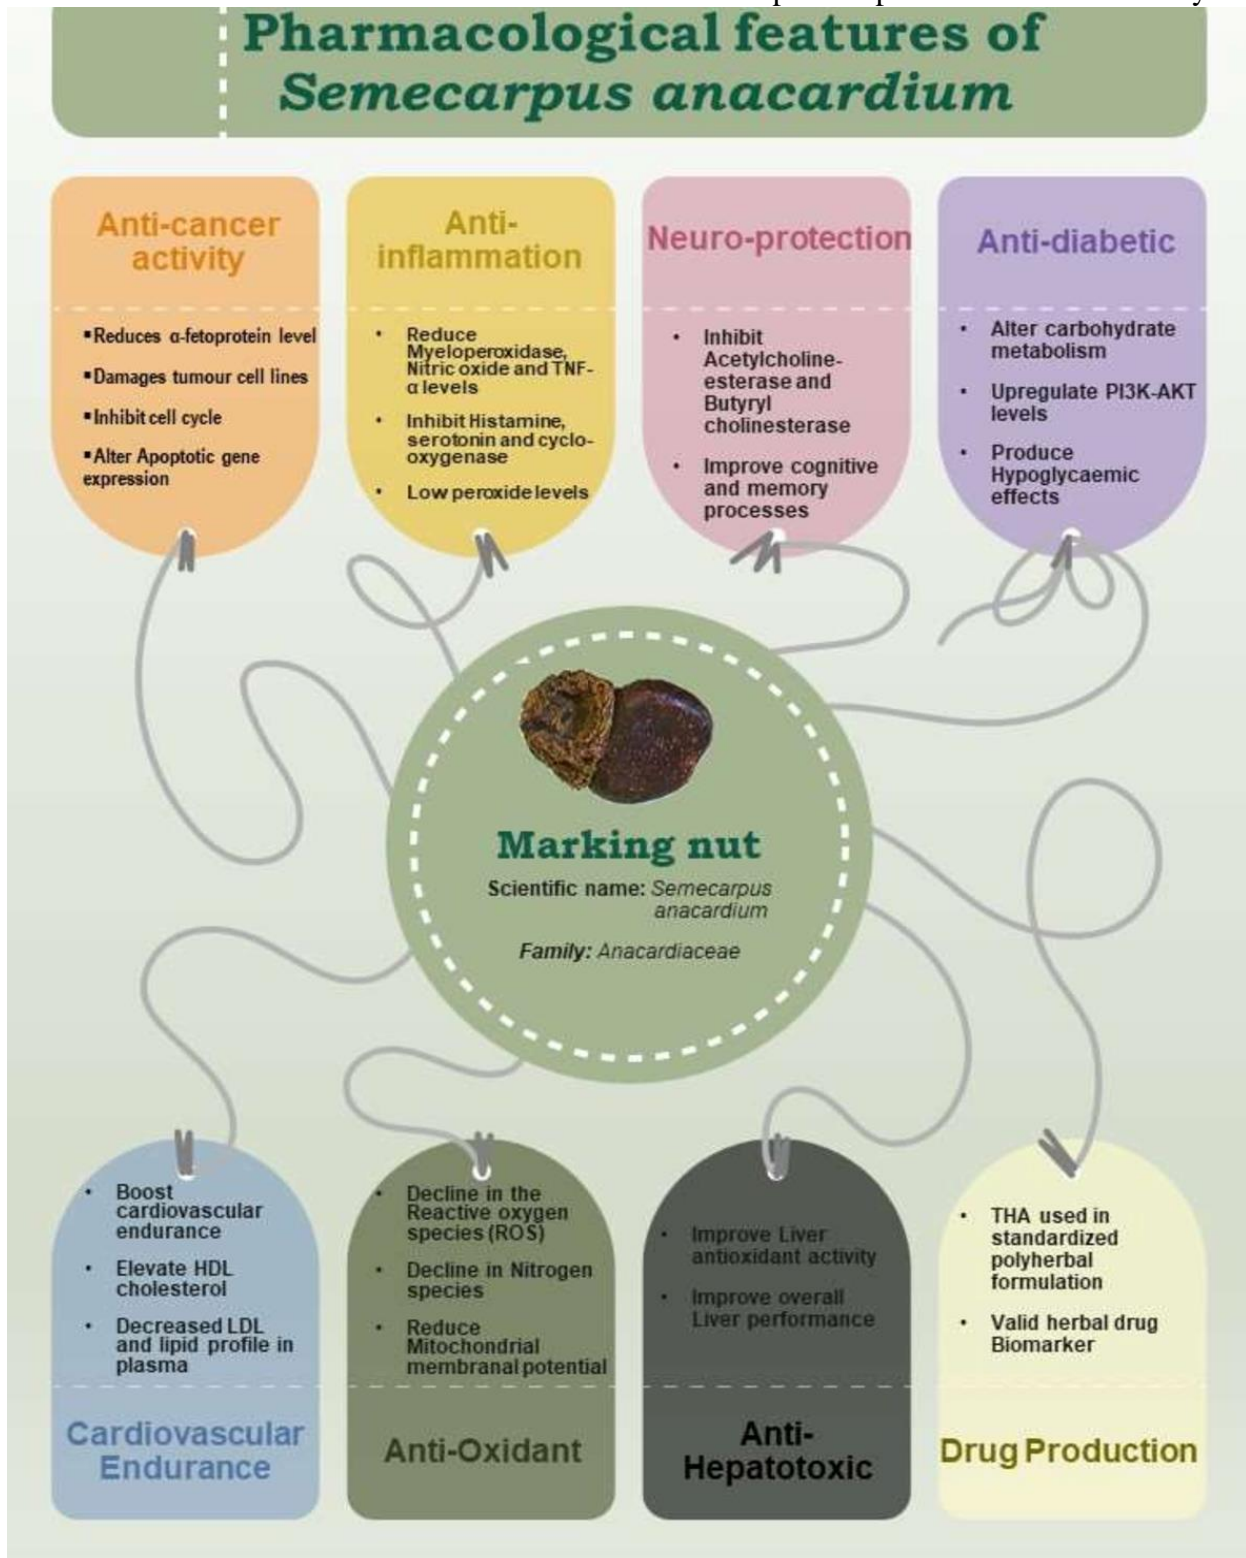 Pharmacological features of
Semecarpus anacardium
Anti-cancer
activity
▪Reduces α-fetoprotein level
▪Damages tumour cell lines
▪Inhibit cell cycle
▪Alter Apoptotic gene
expression
Anti-
inflammation
• Reduce
Myeloperoxidase,
Nitric oxide and TNF-
α levels
• Inhibit Histamine,
serotonin and cyclo-
oxygenase
• Low peroxide levels
Neuro-protection
• Inhibit
Acetylcholine-
esterase and
Butyryl
cholinesterase
• Improve cognitive
and memory
processes
Anti-diabetic
• Alter carbohydrate
metabolism
• Upregulate PI3K-AKT
levels
• Produce
Hypoglycaemic
effects
Marking nut
Scientific name: Semecarpus
anacardium
Family: Anacardiaceae
• Boost
cardiovascular
endurance
• Elevate HDL
cholesterol
• Decreased LDL
and lipid profile in
plasma
Cardiovascular
Endurance
• Decline in the
Reactive oxygen
species (ROS)
• Decline in Nitrogen
species
• Reduce
Mitochondrial
membranal potential
Anti-Oxidant
• Improve Liver
antioxidant activity
• Improve overall
Liver performance
Anti-
Hepatotoxic
• THA used in
standardized
polyherbal
formulation
• Valid herbal drug
Biomarker
Drug Production